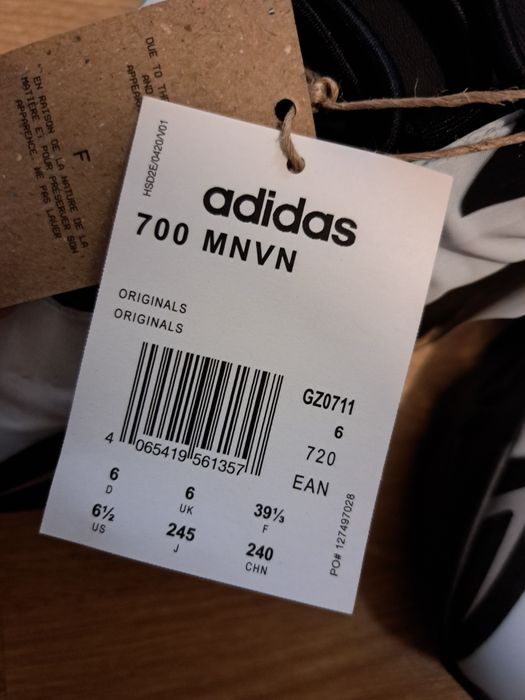 DUE TO TH
AND
APPEAR
F
"EN RAISON DE LA NATURE DE LA
MATIÈRE ET POUR PRÉSERVER SON
APPARENCE, NE PAS LAVER
HSD2E/0420/V01
adidas
700 MNVN
ORIGINALS
ORIGINALS
GZ0711
6
720
EAN
4 065419 561357
6 6 39⅓
D UK F
6½ 245 240
US J CHN
PO# 127497028